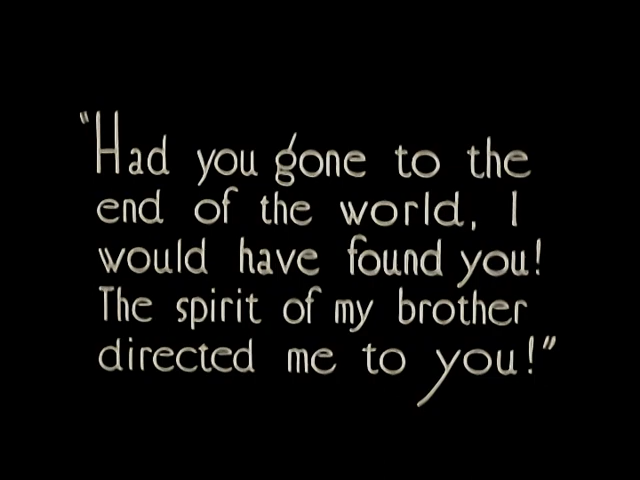 "Had you gone to the
end of the world, I
would have found you!
The spirit of my brother
directed me to you!"